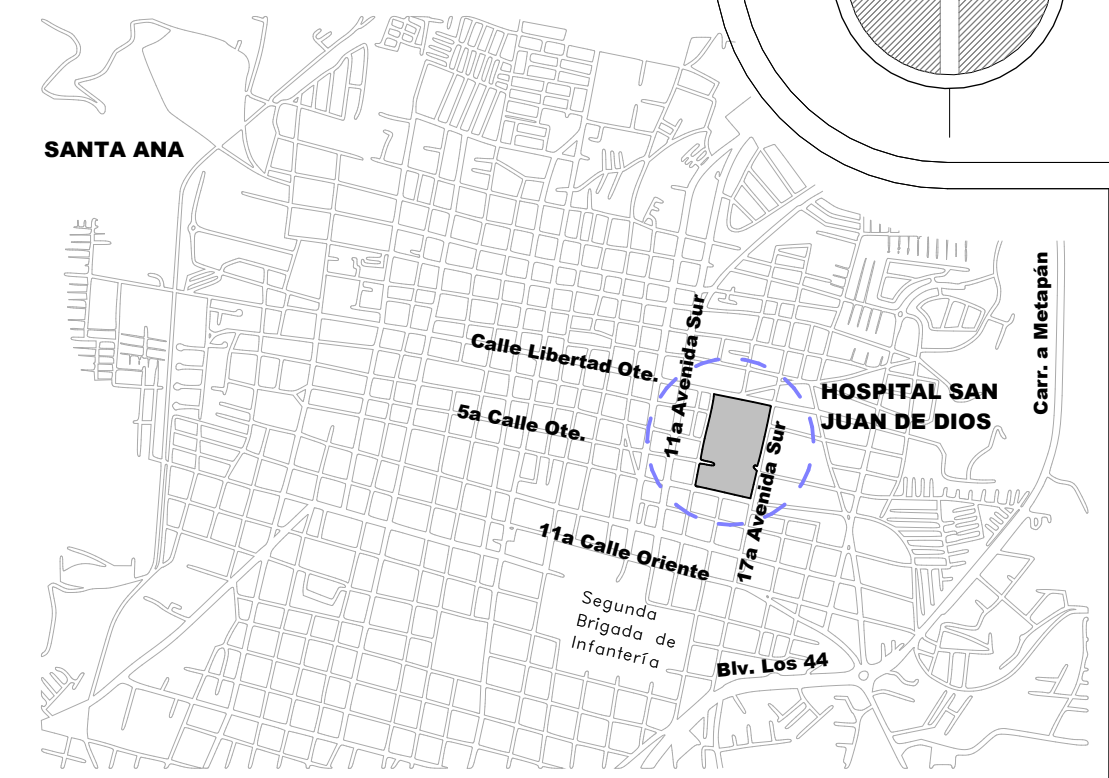 SANTA ANA
Carr. a Metapán
11a Avenida Sur
Calle Libertad Ote.
HOSPITAL SAN
JUAN DE DIOS
5a Calle Ote.
17a Avenida Sur
11a Calle Oriente
Segunda
Brigada de
Infantería
Blv. Los 44